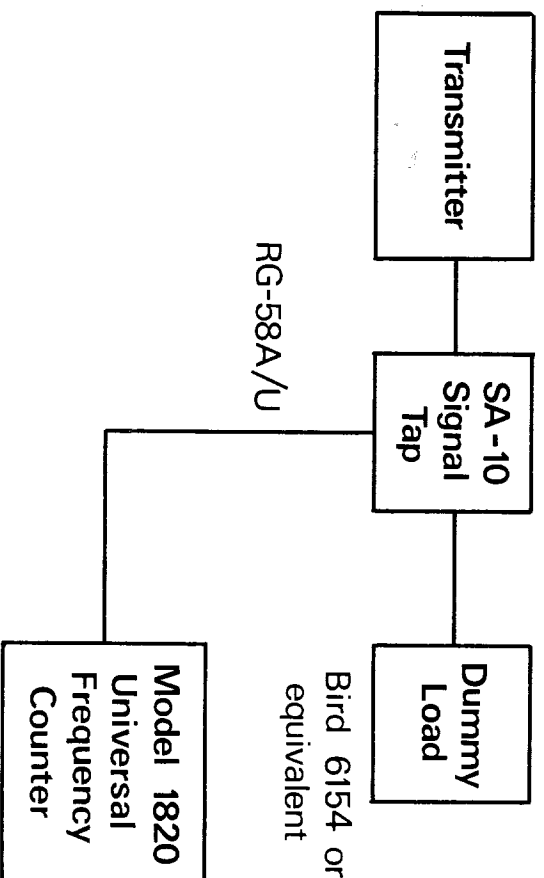 Transmitter
SA-10
Signal
Tap
Dummy
Load
RG-58A/U
Bird 6154 or
equivalent
Model 1820
Universal
Frequency
Counter